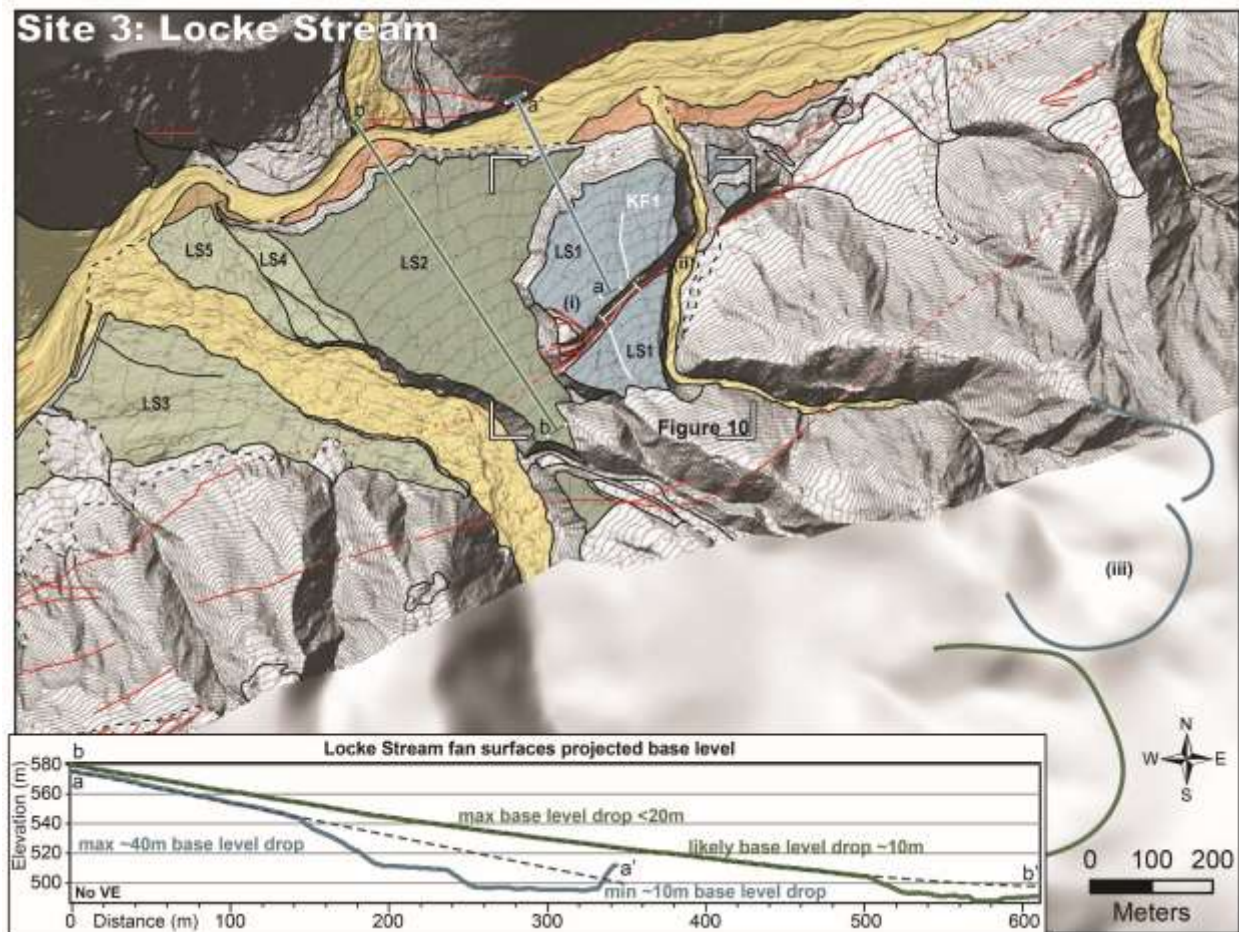 Site 3: Locke Stream
a'
b'
KF1
LS5
LS4
LS2
LS1
(ii)
a
(i)
LS3
LS1
b
Figure 10
(iii)
N
W E
S
0 100 200
Meters
Locke Stream fan surfaces projected base level
b
a
580
560
540
520
500
Elevation (m)
max base level drop <20m
max ~40m base level drop
likely base level drop ~10m
a'
b'
min ~10m base level drop
No VE
0 100 200 300 400 500 600
Distance (m)